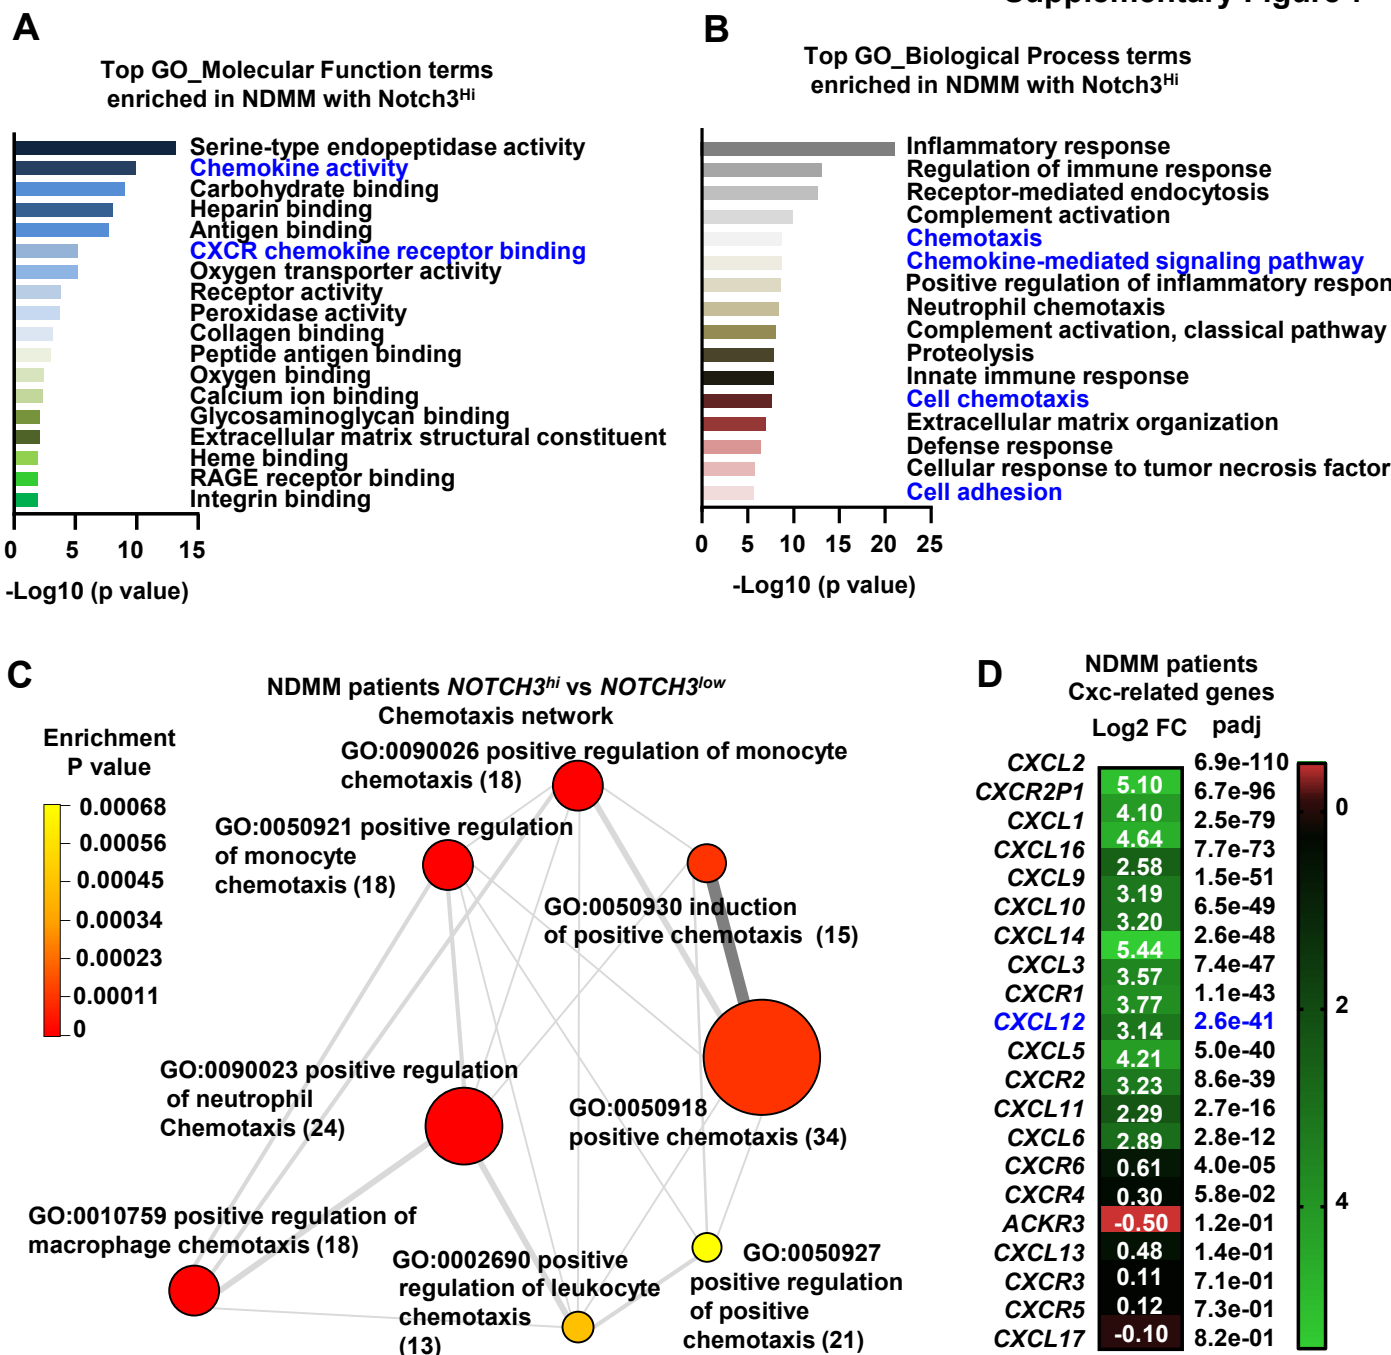 A
Top GO_Molecular Function terms
enriched in NDMM with Notch3Hi
Serine-type endopeptidase activity
Chemokine activity
Carbohydrate binding
Heparin binding
Antigen binding
CXCR chemokine receptor binding
Oxygen transporter activity
Receptor activity
Peroxidase activity
Collagen binding
Peptide antigen binding
Oxygen binding
Calcium ion binding
Glycosaminoglycan binding
Extracellular matrix structural constituent
Heme binding
RAGE receptor binding
Integrin binding
0 5 10 15
-Log10 (p value)
B
Top GO_Biological Process terms
enriched in NDMM with Notch3Hi
Inflammatory response
Regulation of immune response
Receptor-mediated endocytosis
Complement activation
Chemotaxis
Chemokine-mediated signaling pathway
Positive regulation of inflammatory respon
Neutrophil chemotaxis
Complement activation, classical pathway
Proteolysis
Innate immune response
Cell chemotaxis
Extracellular matrix organization
Defense response
Cellular response to tumor necrosis factor
Cell adhesion
0 5 10 15 20 25
-Log10 (p value)
C
NDMM patients NOTCH3hi vs NOTCH3low
Chemotaxis network
Enrichment
P value
0.00068
0.00056
0.00045
0.00034
0.00023
0.00011
0
GO:0090026 positive regulation of monocyte
chemotaxis (18)
GO:0050921 positive regulation
of monocyte
chemotaxis (18)
GO:0050930 induction
of positive chemotaxis (15)
GO:0090023 positive regulation
of neutrophil
Chemotaxis (24)
GO:0050918
positive chemotaxis (34)
GO:0010759 positive regulation of
macrophage chemotaxis (18)
GO:0002690 positive
regulation of leukocyte
chemotaxis
(13)
GO:0050927
positive regulation
of positive
chemotaxis (21)
D
NDMM patients
Cxc-related genes
Log2 FC padj
CXCL2 5.10 6.9e-110
CXCR2P1 4.10 6.7e-96
CXCL1 4.64 2.5e-79
CXCL16 2.58 7.7e-73
CXCL9 3.19 1.5e-51
CXCL10 3.20 6.5e-49
CXCL14 5.44 2.6e-48
CXCL3 3.57 7.4e-47
CXCR1 3.77 1.1e-43
CXCL12 3.14 2.6e-41
CXCL5 4.21 5.0e-40
CXCR2 3.23 8.6e-39
CXCL11 2.29 2.7e-16
CXCL6 2.89 2.8e-12
CXCR6 0.61 4.0e-05
CXCR4 0.30 5.8e-02
ACKR3 -0.50 1.2e-01
CXCL13 0.48 1.4e-01
CXCR3 0.11 7.1e-01
CXCR5 0.12 7.3e-01
CXCL17 -0.10 8.2e-01
0
2
4